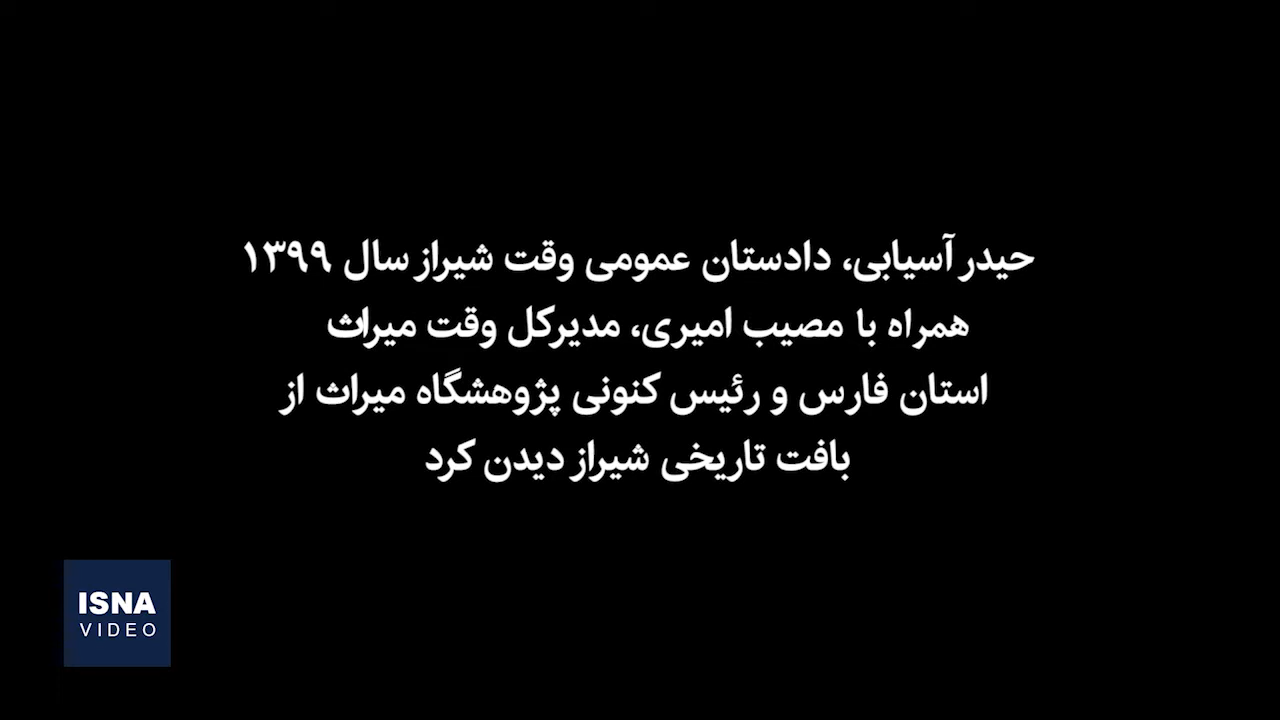 حیدر آسیابی، دادستان عمومی وقت شیراز سال ۱۳۹۹
همراه با مصیب امیری، مدیرکل وقت میراث
استان فارس و رئیس کنونی پژوهشگاه میراث از
بافت تاریخی شیراز دیدن کرد
ISNA
VIDEO